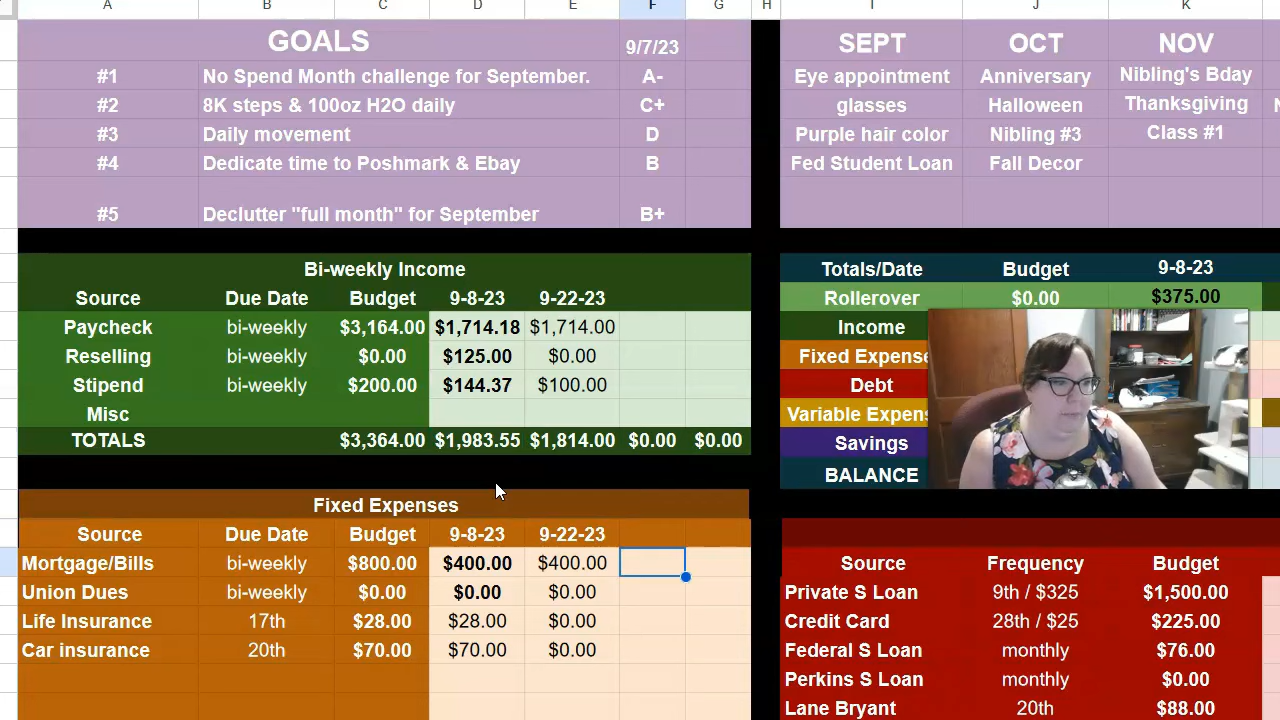 A B C D E F G H I J K
GOALS 9/7/23
#1 No Spend Month challenge for September. A-
#2 8K steps & 100oz H2O daily C+
#3 Daily movement D
#4 Dedicate time to Poshmark & Ebay B
#5 Declutter "full month" for September B+
SEPT OCT NOV
Eye appointment Anniversary Nibling's Bday
glasses Halloween Thanksgiving
Purple hair color Nibling #3 Class #1
Fed Student Loan Fall Decor
Bi-weekly Income
Source Due Date Budget 9-8-23 9-22-23
Paycheck bi-weekly $3,164.00 $1,714.18 $1,714.00
Reselling bi-weekly $0.00 $125.00 $0.00
Stipend bi-weekly $200.00 $144.37 $100.00
Misc
TOTALS $3,364.00 $1,983.55 $1,814.00 $0.00 $0.00
Totals/Date Budget 9-8-23
Rollover $0.00 $375.00
Income
Fixed Expense
Debt
Variable Expen
Savings
BALANCE
Fixed Expenses
Source Due Date Budget 9-8-23 9-22-23
Mortgage/Bills bi-weekly $800.00 $400.00 $400.00
Union Dues bi-weekly $0.00 $0.00 $0.00
Life Insurance 17th $28.00 $28.00 $0.00
Car insurance 20th $70.00 $70.00 $0.00
Source Frequency Budget
Private S Loan 9th / $325 $1,500.00
Credit Card 28th / $25 $225.00
Federal S Loan monthly $76.00
Perkins S Loan monthly $0.00
Lane Bryant 20th $88.00